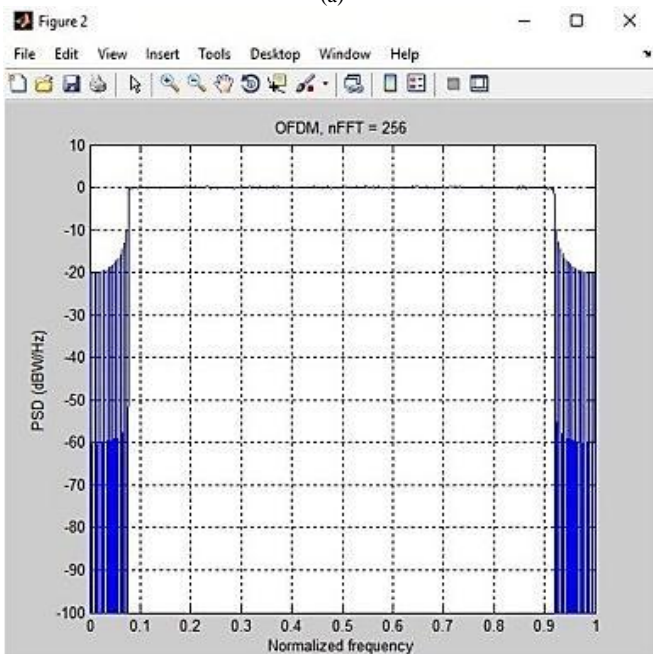 (a)
Figure 2
File Edit View Insert Tools Desktop Window Help
OFDM, nFFT = 256
PSD (dBW/Hz)
10
0
-10
-20
-30
-40
-50
-60
-70
-80
-90
-100
0 0.1 0.2 0.3 0.4 0.5 0.6 0.7 0.8 0.9 1
Normalized frequency